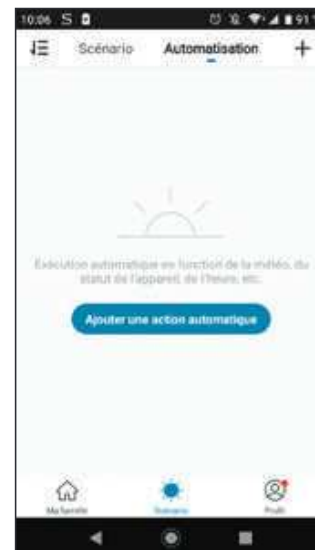 10:06 S 91
Scénario Automatisation +
Exécution automatique en fonction de la météo, du
statut de l'appareil, de l'heure, etc.
Ajouter une action automatique
Ma famille Scénario Profil